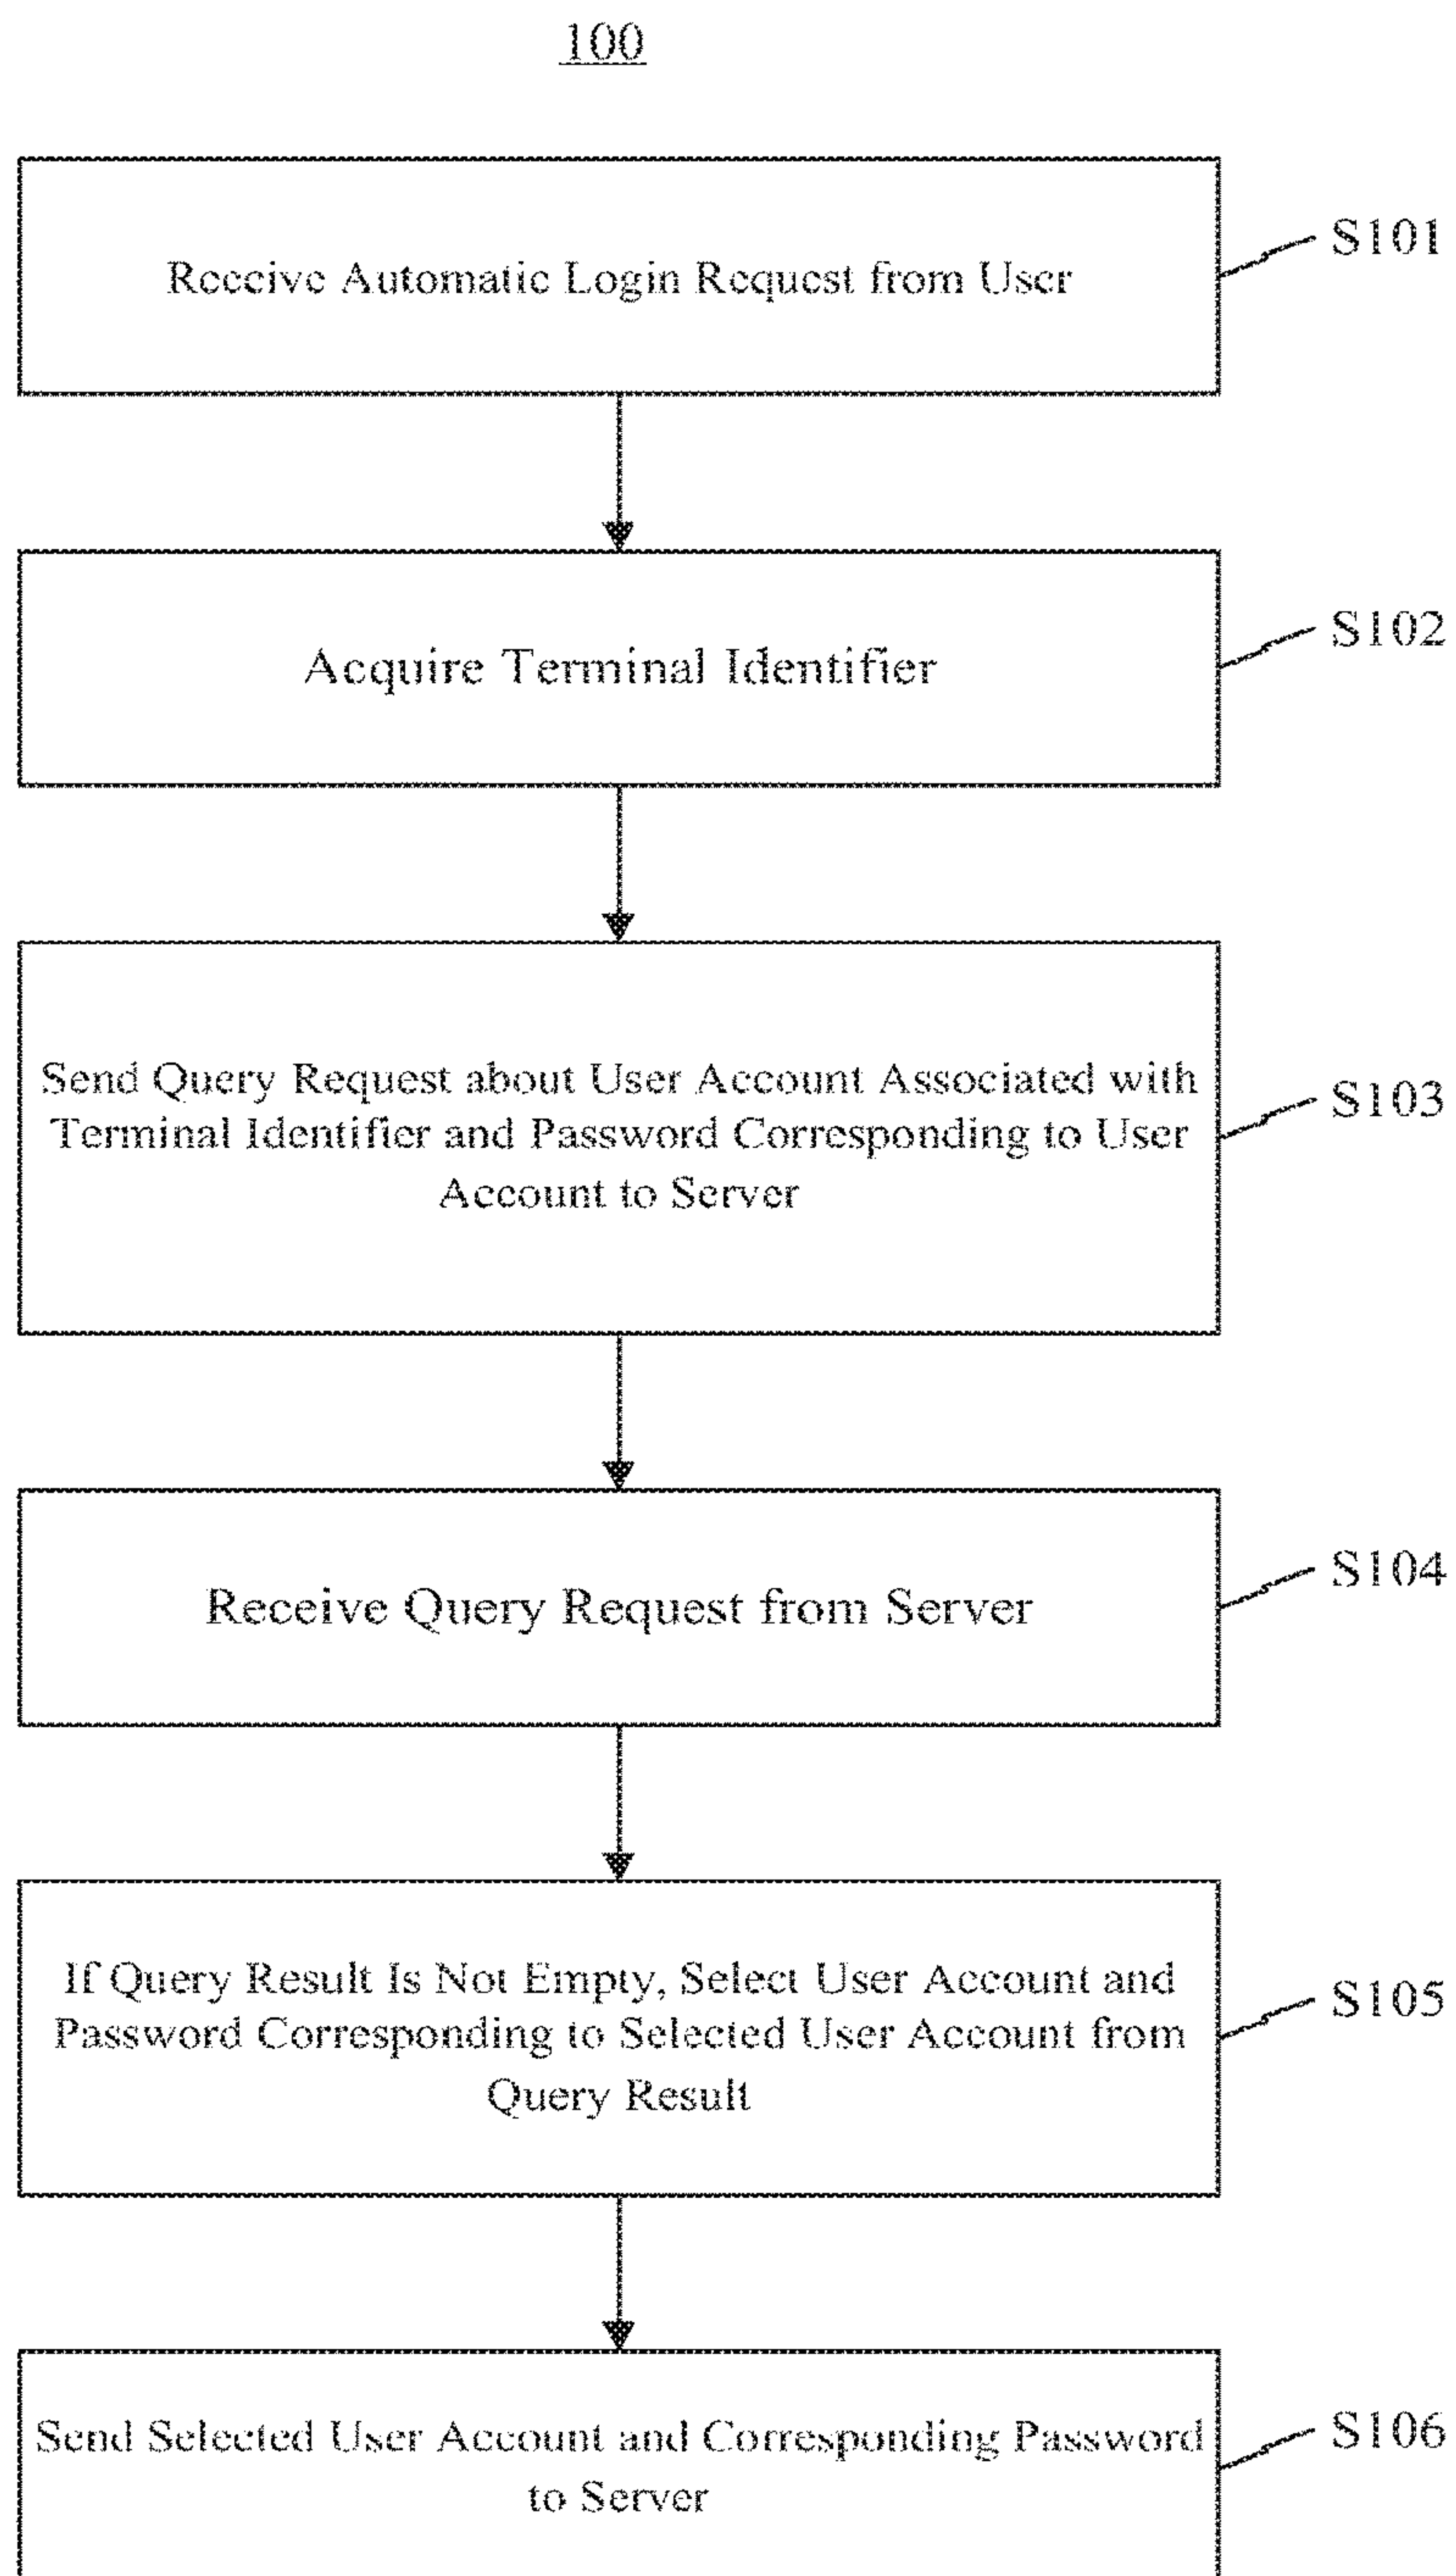 100
Receive Automatic Login Request from User
S101
Acquire Terminal Identifier
S102
Send Query Request about User Account Associated with
Terminal Identifier and Password Corresponding to User
Account to Server
S103
Receive Query Request from Server
S104
If Query Result Is Not Empty, Select User Account and
Password Corresponding to Selected User Account from
Query Result
S105
Send Selected User Account and Corresponding Password
to Server
S106